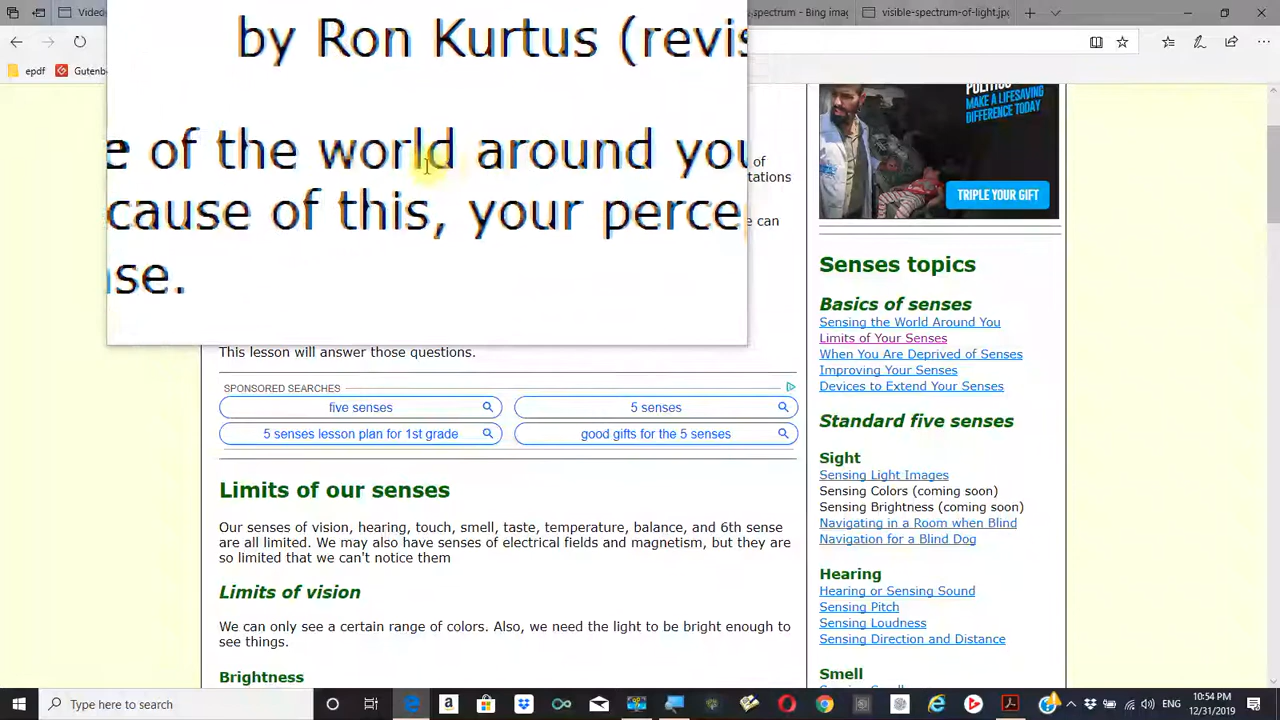 spectrum - Bing imag
visible-spectrum-of-light.jpg
epdf
Gutenb
by Ron Kurtus (revis
e of the world around you
cause of this, your perce
se.
of
tations
e can
This lesson will answer those questions.
SPONSORED SEARCHES
five senses
5 senses
5 senses lesson plan for 1st grade
good gifts for the 5 senses
Limits of our senses
Our senses of vision, hearing, touch, smell, taste, temperature, balance, and 6th sense
are all limited. We may also have senses of electrical fields and magnetism, but they are
so limited that we can't notice them
Limits of vision
We can only see a certain range of colors. Also, we need the light to be bright enough to
see things.
Brightness
MAKE A LIFESAVING
DIFFERENCE TODAY
TRIPLE YOUR GIFT
Senses topics
Basics of senses
Sensing the World Around You
Limits of Your Senses
When You Are Deprived of Senses
Improving Your Senses
Devices to Extend Your Senses
Standard five senses
Sight
Sensing Light Images
Sensing Colors (coming soon)
Sensing Brightness (coming soon)
Navigating in a Room when Blind
Navigation for a Blind Dog
Hearing
Hearing or Sensing Sound
Sensing Pitch
Sensing Loudness
Sensing Direction and Distance
Smell
Type here to search
ENG
10:54 PM
12/31/2019